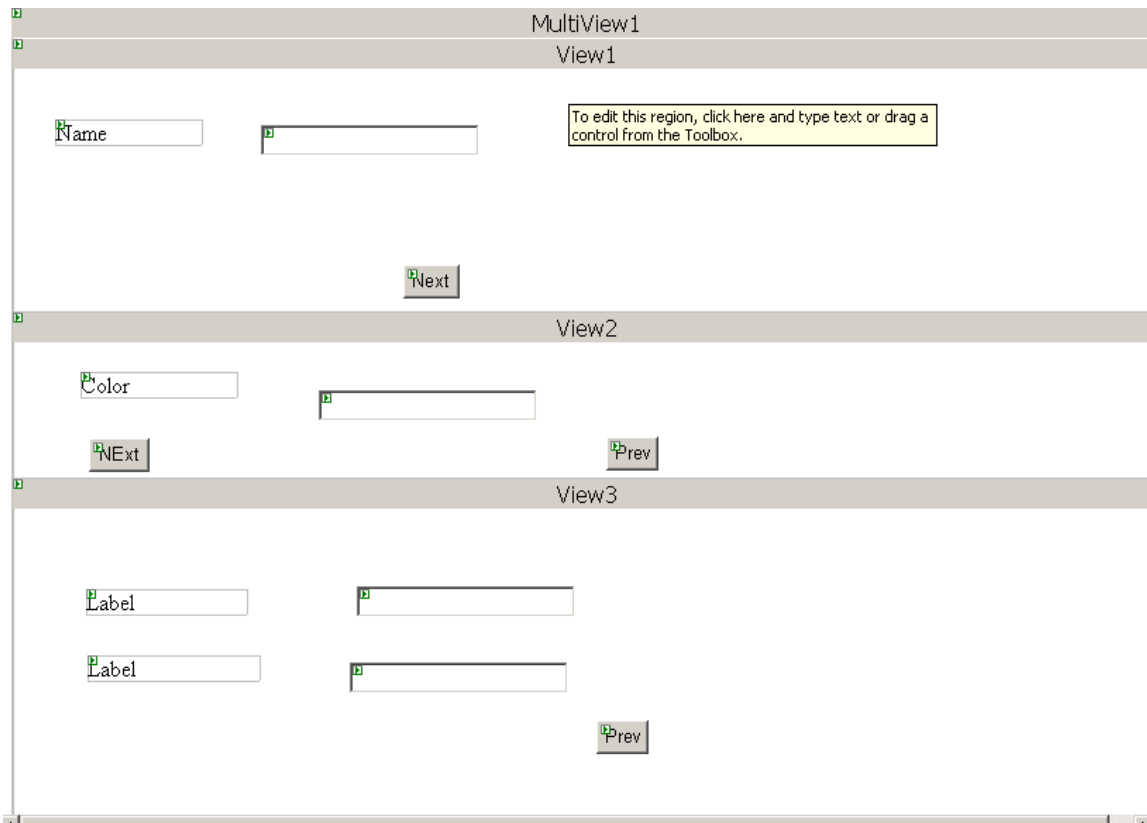 MultiView1
View1
Name
To edit this region, click here and type text or drag a
control from the Toolbox.
Next
View2
Color
NExt
Prev
View3
Label
Label
Prev